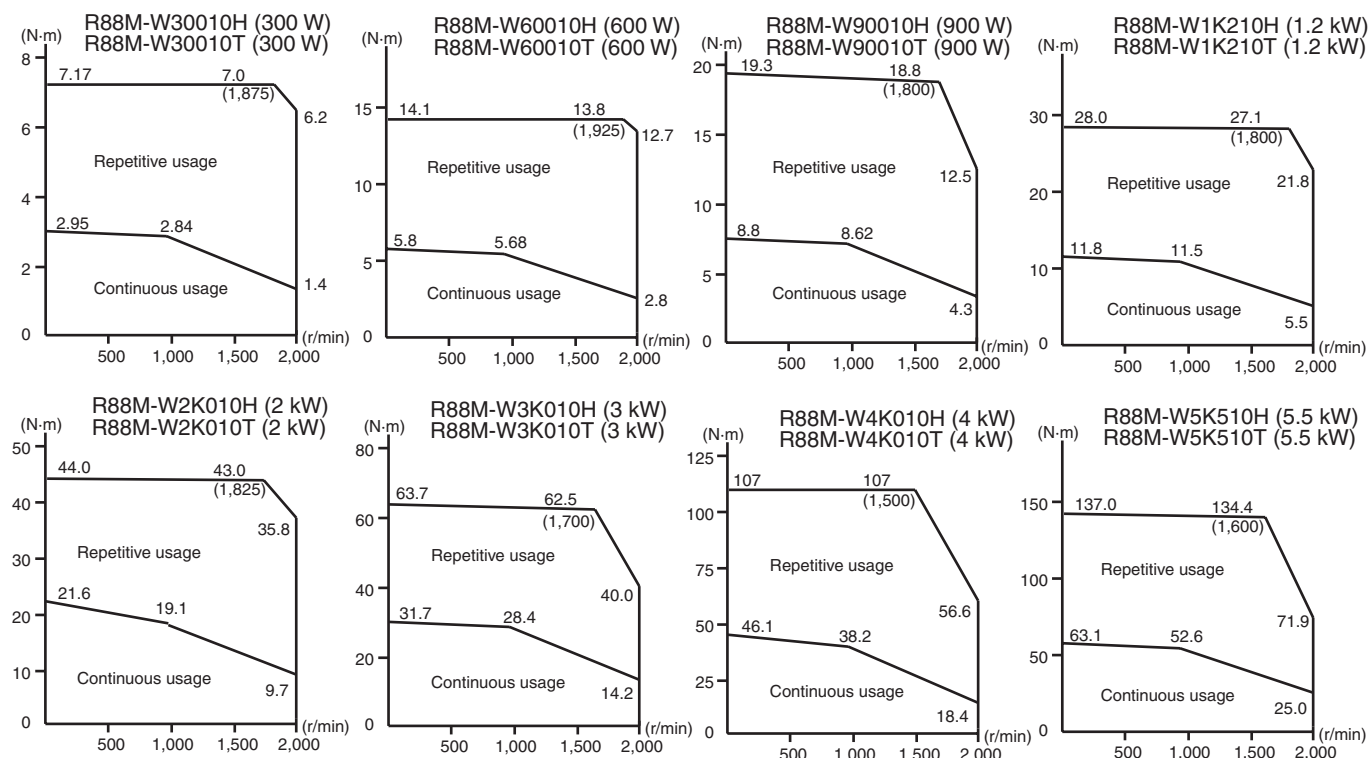 R88M-W30010H (300 W)
R88M-W30010T (300 W)
(N·m)
8
7.17
7.0
(1,875)
6
6.2
Repetitive usage
4
2.95
2.84
2
Continuous usage
1.4
0
500
1,000
1,500
2,000
(r/min)
R88M-W60010H (600 W)
R88M-W60010T (600 W)
(N·m)
15
14.1
13.8
(1,925)
12.7
Repetitive usage
10
5.8
5.68
5
Continuous usage
2.8
0
500
1,000
1,500
2,000
(r/min)
R88M-W90010H (900 W)
R88M-W90010T (900 W)
(N·m)
20
19.3
18.8
(1,800)
15
Repetitive usage
12.5
10
8.8
8.62
5
Continuous usage
4.3
0
500
1,000
1,500
2,000
(r/min)
R88M-W1K210H (1.2 kW)
R88M-W1K210T (1.2 kW)
(N·m)
30
28.0
27.1
(1,800)
Repetitive usage
21.8
20
11.8
11.5
10
Continuous usage
5.5
0
500
1,000
1,500
2,000
(r/min)
R88M-W2K010H (2 kW)
R88M-W2K010T (2 kW)
(N·m)
50
44.0
43.0
(1,825)
40
35.8
30
Repetitive usage
21.6
19.1
20
10
Continuous usage
9.7
0
500
1,000
1,500
2,000
(r/min)
R88M-W3K010H (3 kW)
R88M-W3K010T (3 kW)
(N·m)
80
63.7
62.5
(1,700)
60
Repetitive usage
40
40.0
31.7
28.4
20
Continuous usage
14.2
0
500
1,000
1,500
2,000
(r/min)
R88M-W4K010H (4 kW)
R88M-W4K010T (4 kW)
(N·m)
125
107
107
(1,500)
100
75
Repetitive usage
56.6
50
46.1
38.2
25
Continuous usage
18.4
0
500
1,000
1,500
2,000
(r/min)
R88M-W5K510H (5.5 kW)
R88M-W5K510T (5.5 kW)
(N·m)
150
137.0
134.4
(1,600)
100
Repetitive usage
71.9
63.1
52.6
50
Continuous usage
25.0
0
500
1,000
1,500
2,000
(r/min)